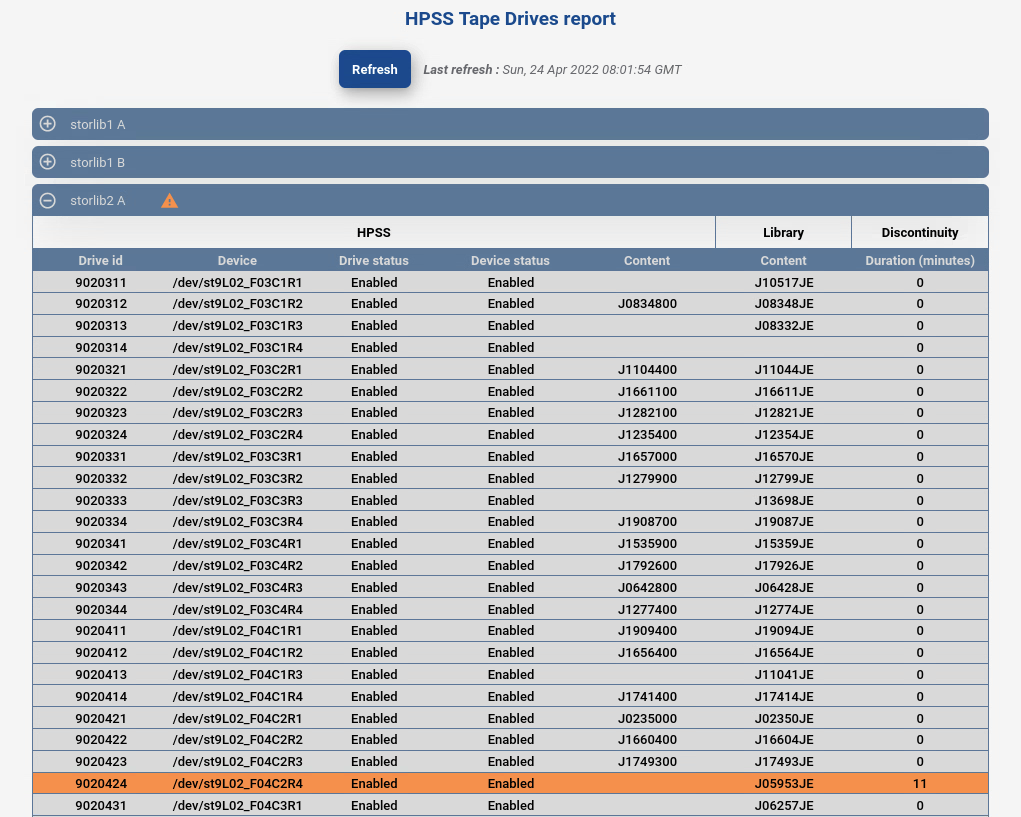 HPSS Tape Drives report
Refresh Last refresh : Sun, 24 Apr 2022 08:01:54 GMT
storlib1 A
storlib1 B
storlib2 A
HPSS Library Discontinuity
Drive id Device Drive status Device status Content Content Duration (minutes)
9020311 /dev/st9L02_F03C1R1 Enabled Enabled J10517JE 0
9020312 /dev/st9L02_F03C1R2 Enabled Enabled J0834800 J08348JE 0
9020313 /dev/st9L02_F03C1R3 Enabled Enabled J08332JE 0
9020314 /dev/st9L02_F03C1R4 Enabled Enabled 0
9020321 /dev/st9L02_F03C2R1 Enabled Enabled J1104400 J11044JE 0
9020322 /dev/st9L02_F03C2R2 Enabled Enabled J1661100 J16611JE 0
9020323 /dev/st9L02_F03C2R3 Enabled Enabled J1282100 J12821JE 0
9020324 /dev/st9L02_F03C2R4 Enabled Enabled J1235400 J12354JE 0
9020331 /dev/st9L02_F03C3R1 Enabled Enabled J1657000 J16570JE 0
9020332 /dev/st9L02_F03C3R2 Enabled Enabled J1279900 J12799JE 0
9020333 /dev/st9L02_F03C3R3 Enabled Enabled J13698JE 0
9020334 /dev/st9L02_F03C3R4 Enabled Enabled J1908700 J19087JE 0
9020341 /dev/st9L02_F03C4R1 Enabled Enabled J1535900 J15359JE 0
9020342 /dev/st9L02_F03C4R2 Enabled Enabled J1792600 J17926JE 0
9020343 /dev/st9L02_F03C4R3 Enabled Enabled J0642800 J06428JE 0
9020344 /dev/st9L02_F03C4R4 Enabled Enabled J1277400 J12774JE 0
9020411 /dev/st9L02_F04C1R1 Enabled Enabled J1909400 J19094JE 0
9020412 /dev/st9L02_F04C1R2 Enabled Enabled J1656400 J16564JE 0
9020413 /dev/st9L02_F04C1R3 Enabled Enabled J11041JE 0
9020414 /dev/st9L02_F04C1R4 Enabled Enabled J1741400 J17414JE 0
9020421 /dev/st9L02_F04C2R1 Enabled Enabled J0235000 J02350JE 0
9020422 /dev/st9L02_F04C2R2 Enabled Enabled J1660400 J16604JE 0
9020423 /dev/st9L02_F04C2R3 Enabled Enabled J1749300 J17493JE 0
9020424 /dev/st9L02_F04C2R4 Enabled Enabled J05953JE 11
9020431 /dev/st9L02_F04C3R1 Enabled Enabled J06257JE 0